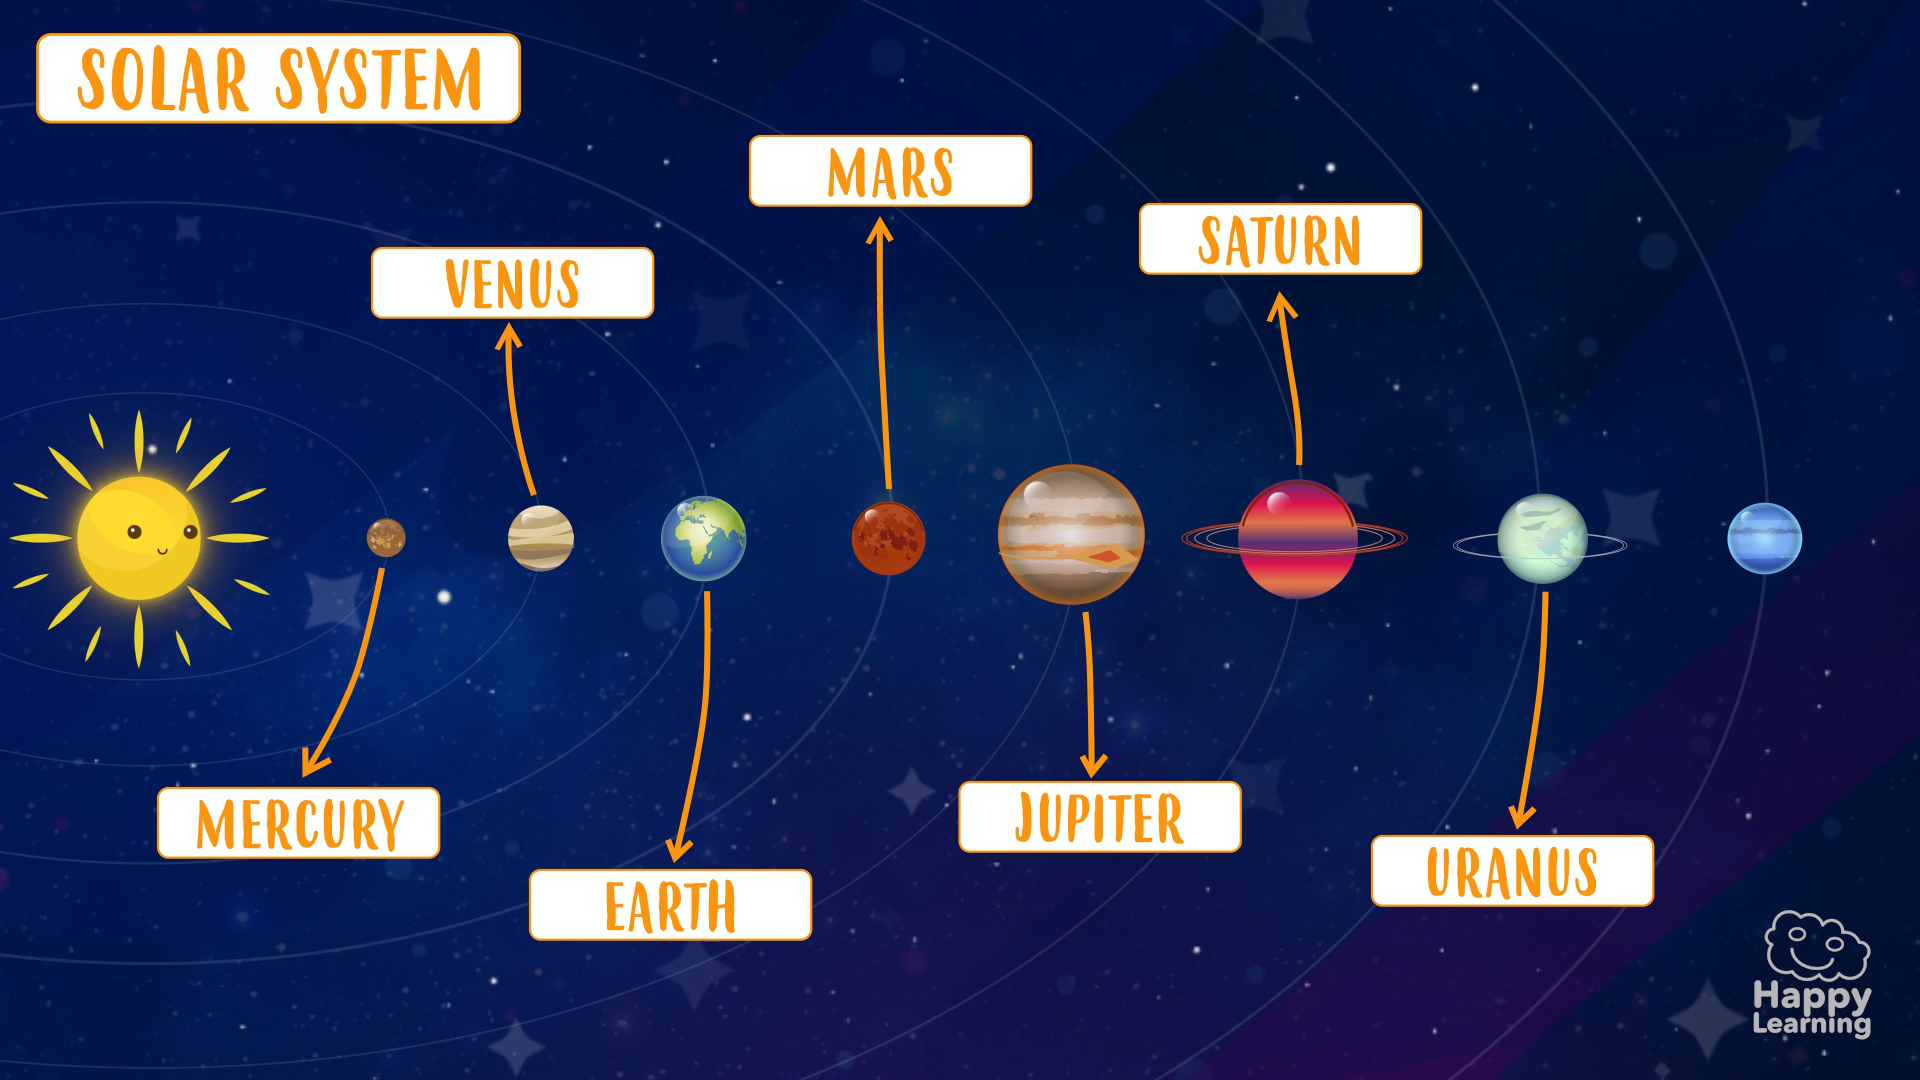 SOLAR SYSTEM
MARS
SATURN
VENUS
MERCURY
JUPITER
URANUS
EARTH
Happy
Learning